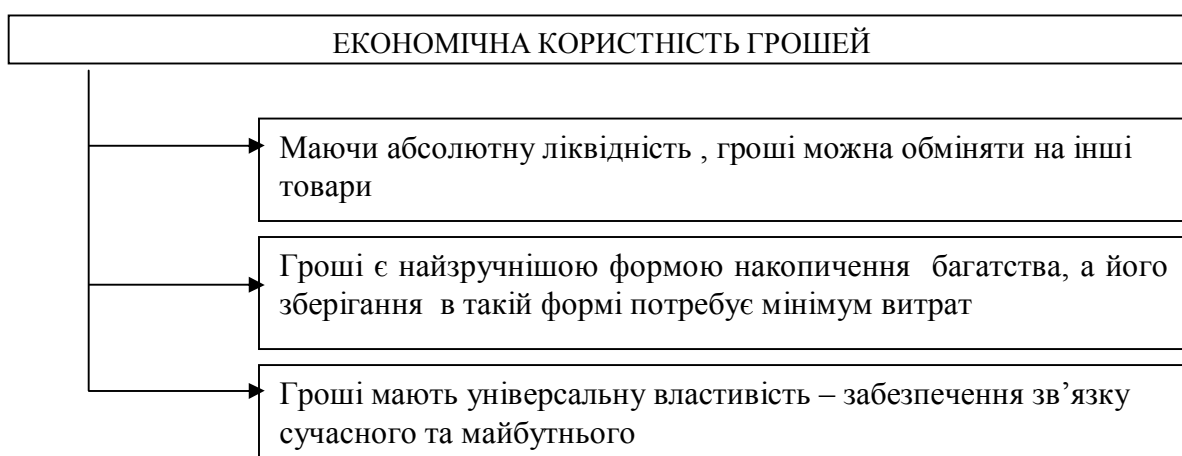 ЕКОНОМІЧНА КОРИСТНІСТЬ ГРОШЕЙ
Маючи абсолютну ліквідність , гроші можна обміняти на інші
товари
Гроші є найзручнішою формою накопичення багатства, а його
зберігання в такій формі потребує мінімум витрат
Гроші мають універсальну властивість – забезпечення зв’язку
сучасного та майбутнього